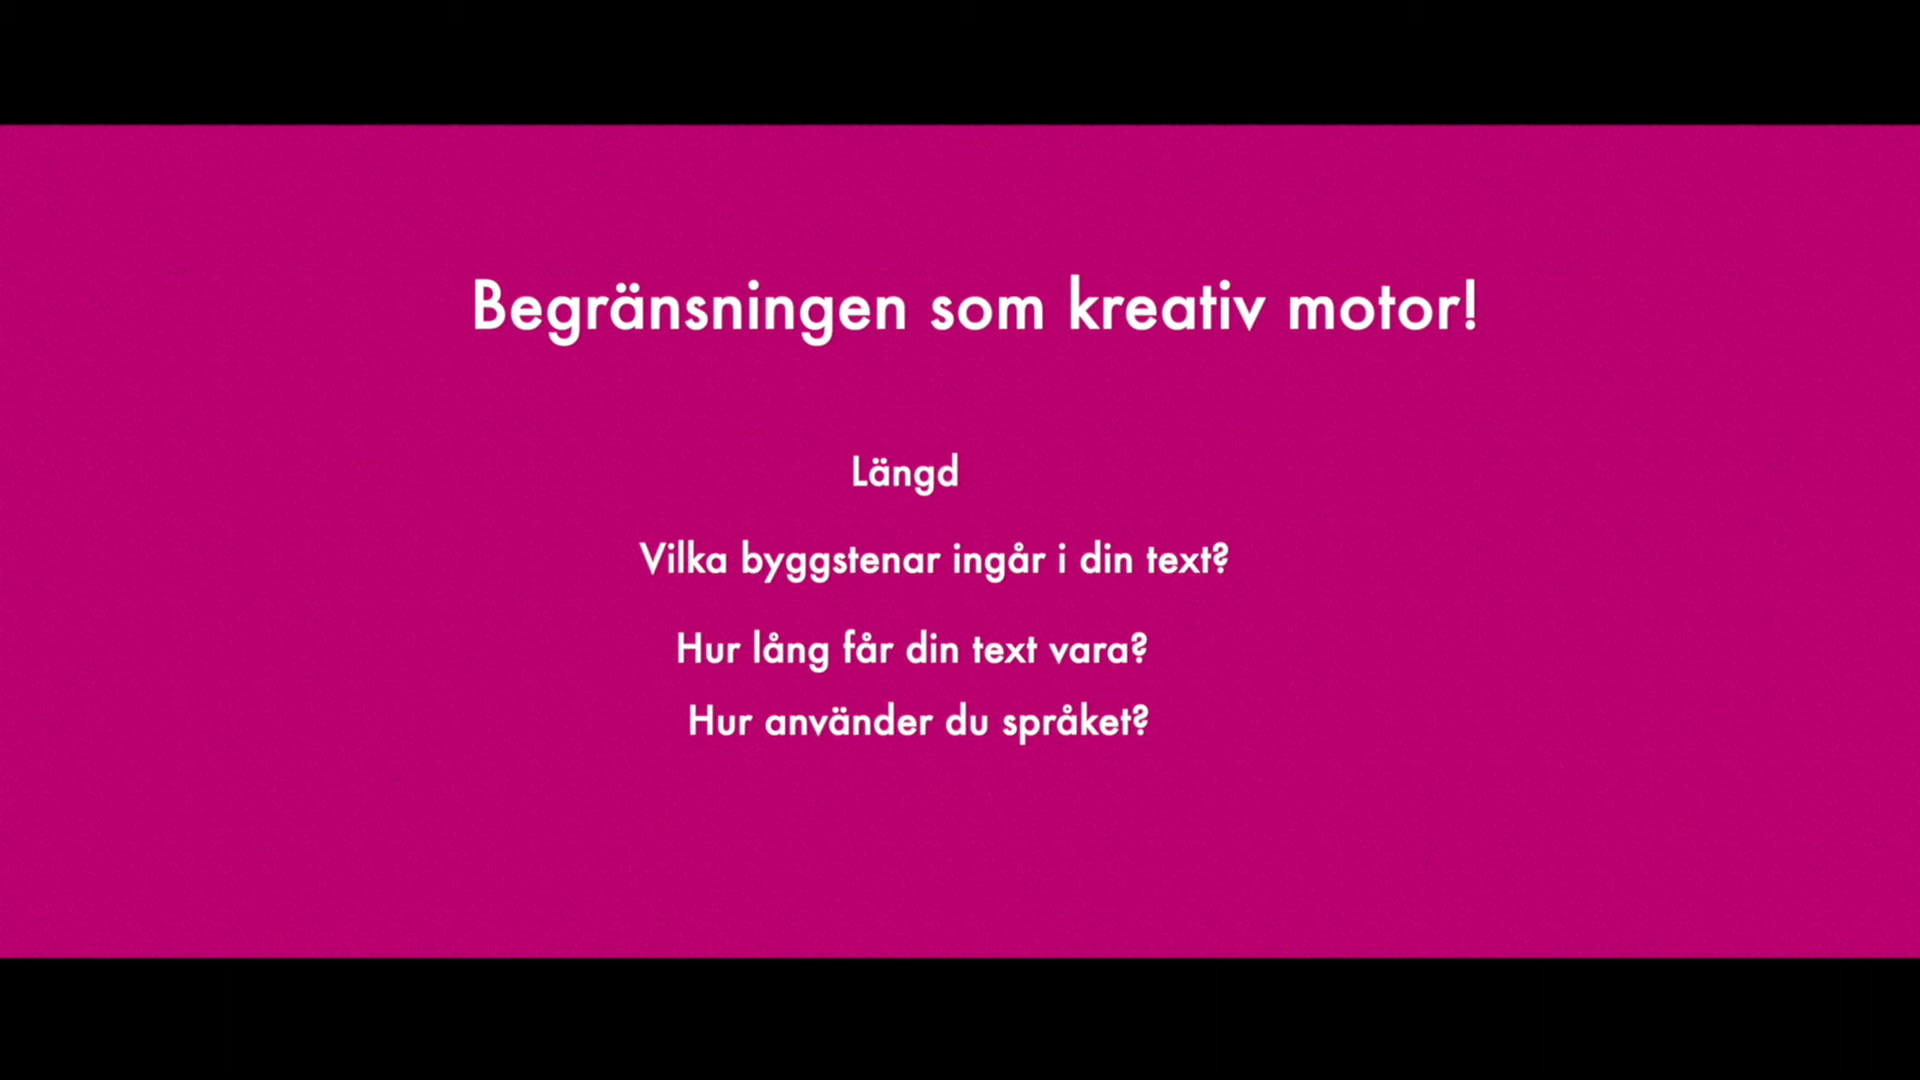 Begränsningen som kreativ motor!
Längd
Vilka byggstenar ingår i din text?
Hur lång får din text vara?
Hur använder du språket?